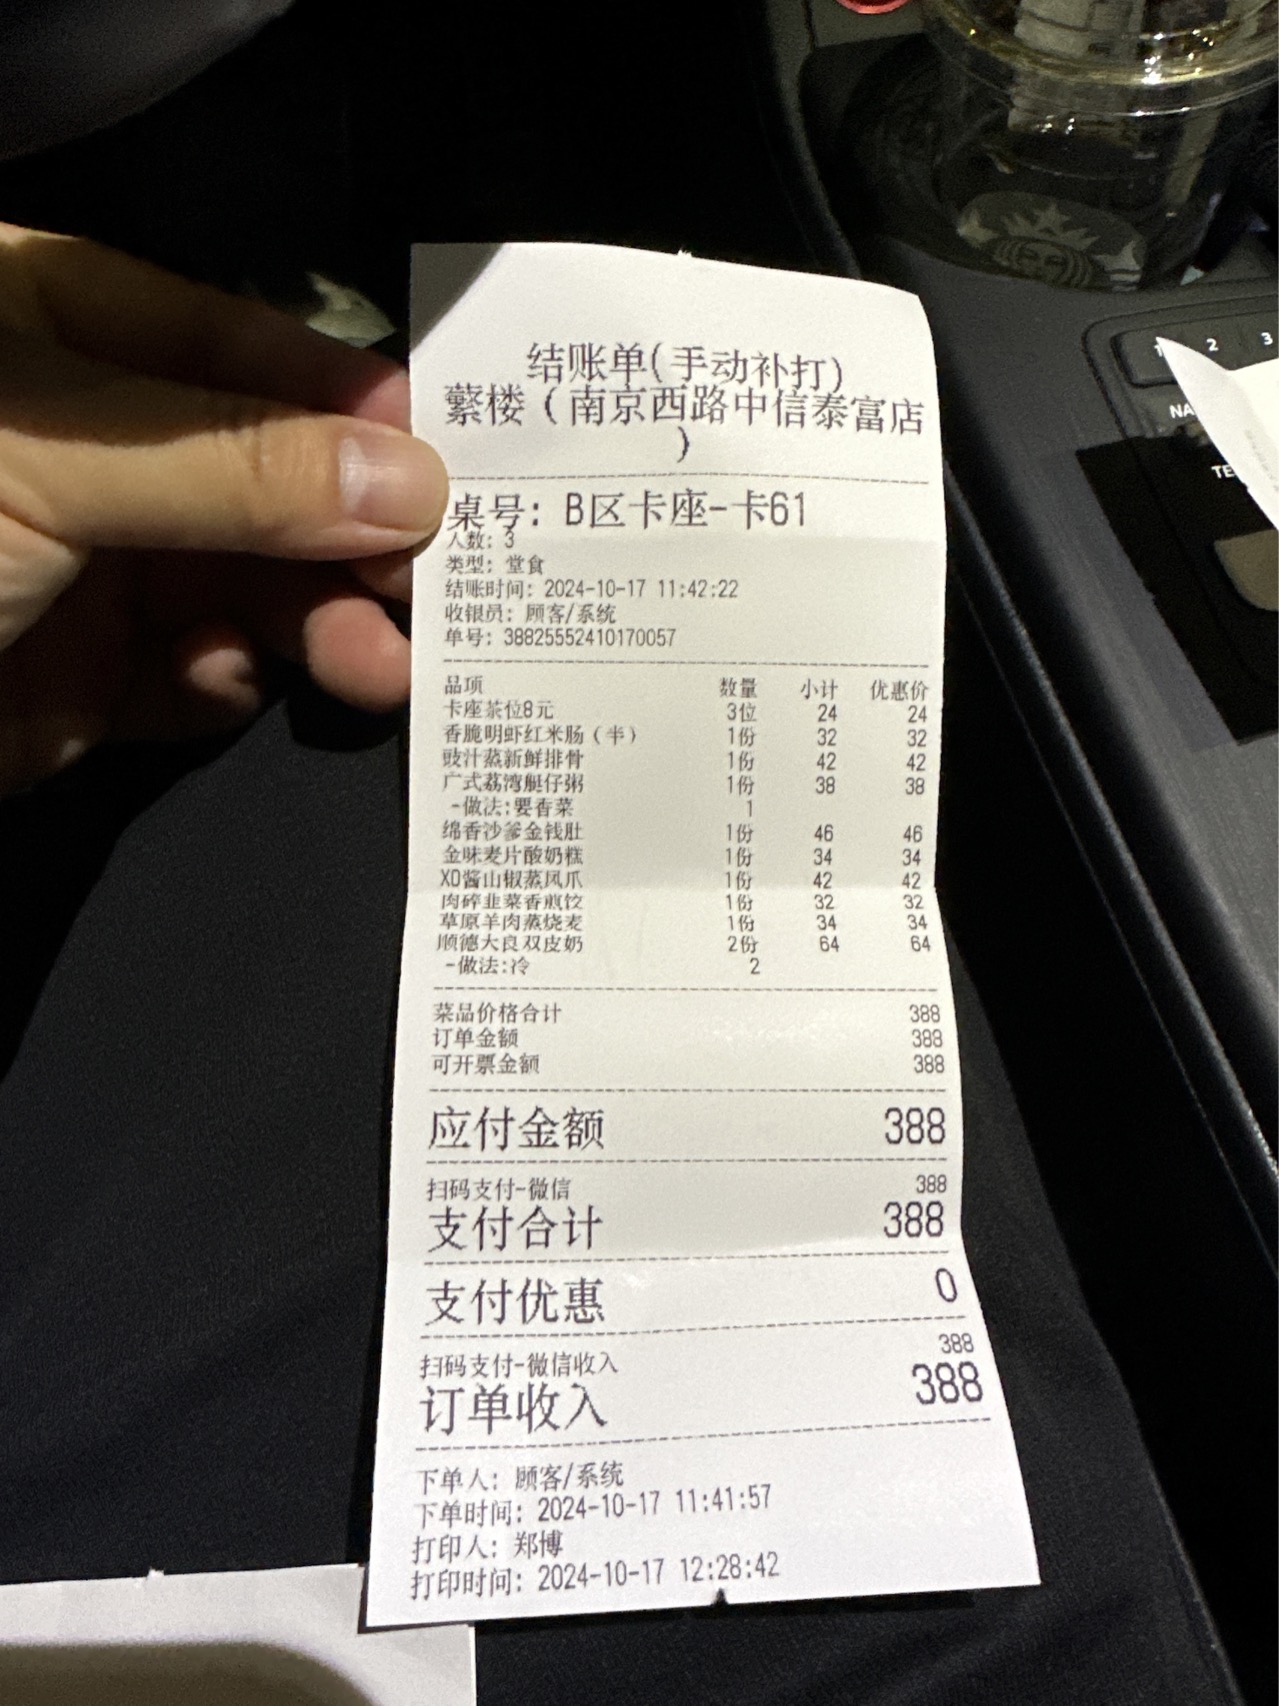 结账单(手动补打)
蘩楼（南京西路中信泰富店
）
桌号: B区卡座-卡61
人数: 3
类型: 堂食
结账时间: 2024-10-17 11:42:22
收银员: 顾客/系统
单号: 38825552410170057
品项 数量 小计 优惠价
卡座茶位8元 3位 24 24
香脆明虾红米肠（半） 1份 32 32
豉汁蒸新鲜排骨 1份 42 42
广式荔湾艇仔粥 1份 38 38
-做法:要香菜 1
绵香沙爹金钱肚 1份 46 46
金味麦片酸奶糕 1份 34 34
XO酱山椒蒸凤爪 1份 42 42
肉碎韭菜香煎饺 1份 32 32
草原羊肉蒸烧麦 1份 34 34
顺德大良双皮奶 2份 64 64
-做法:冷 2
菜品价格合计 388
订单金额 388
可开票金额 388
应付金额 388
扫码支付-微信 388
支付合计 388
支付优惠 0
扫码支付-微信收入 388
订单收入 388
下单人: 顾客/系统
下单时间: 2024-10-17 11:41:57
打印人: 郑博
打印时间: 2024-10-17 12:28:42
1 2 3
NA
TE